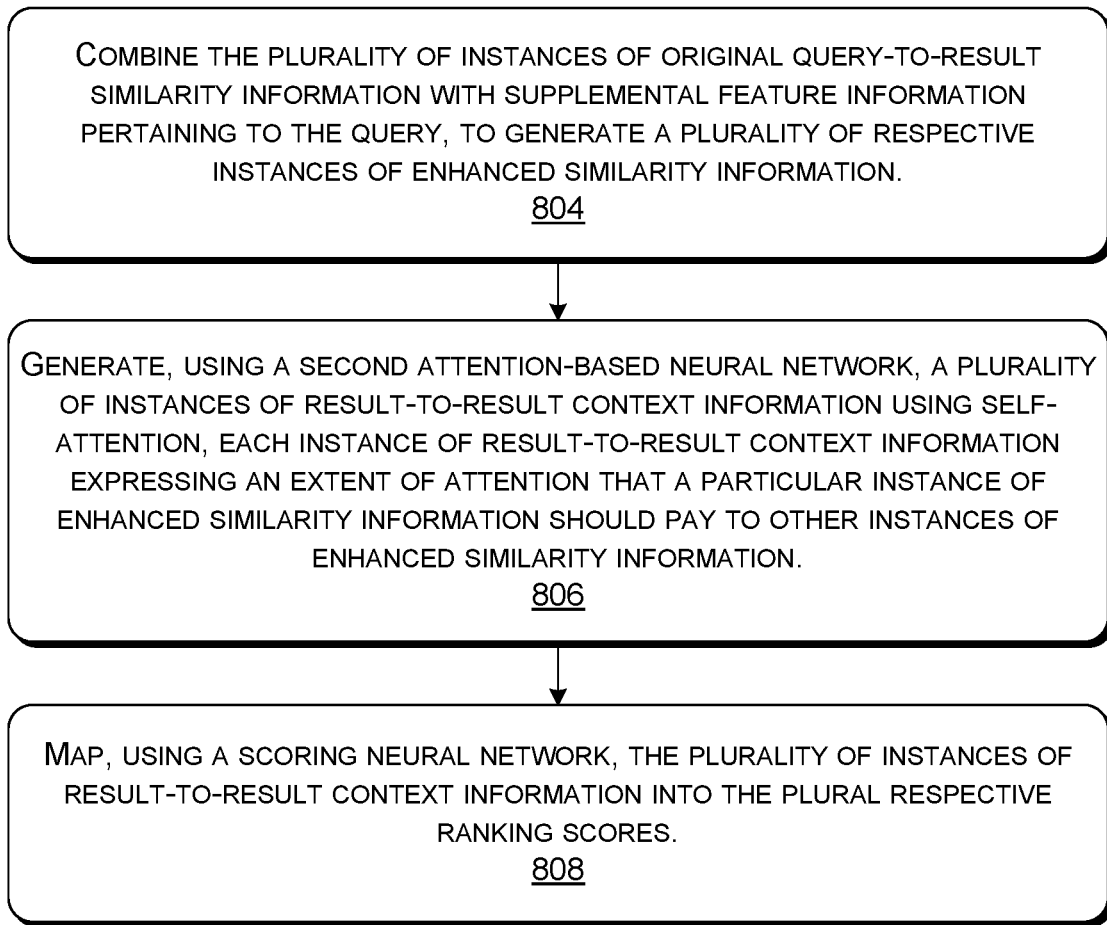 COMBINE THE PLURALITY OF INSTANCES OF ORIGINAL QUERY-TO-RESULT
SIMILARITY INFORMATION WITH SUPPLEMENTAL FEATURE INFORMATION
PERTAINING TO THE QUERY, TO GENERATE A PLURALITY OF RESPECTIVE
INSTANCES OF ENHANCED SIMILARITY INFORMATION.
804
GENERATE, USING A SECOND ATTENTION-BASED NEURAL NETWORK, A PLURALITY
OF INSTANCES OF RESULT-TO-RESULT CONTEXT INFORMATION USING SELF-
ATTENTION, EACH INSTANCE OF RESULT-TO-RESULT CONTEXT INFORMATION
EXPRESSING AN EXTENT OF ATTENTION THAT A PARTICULAR INSTANCE OF
ENHANCED SIMILARITY INFORMATION SHOULD PAY TO OTHER INSTANCES OF
ENHANCED SIMILARITY INFORMATION.
806
MAP, USING A SCORING NEURAL NETWORK, THE PLURALITY OF INSTANCES OF
RESULT-TO-RESULT CONTEXT INFORMATION INTO THE PLURAL RESPECTIVE
RANKING SCORES.
808